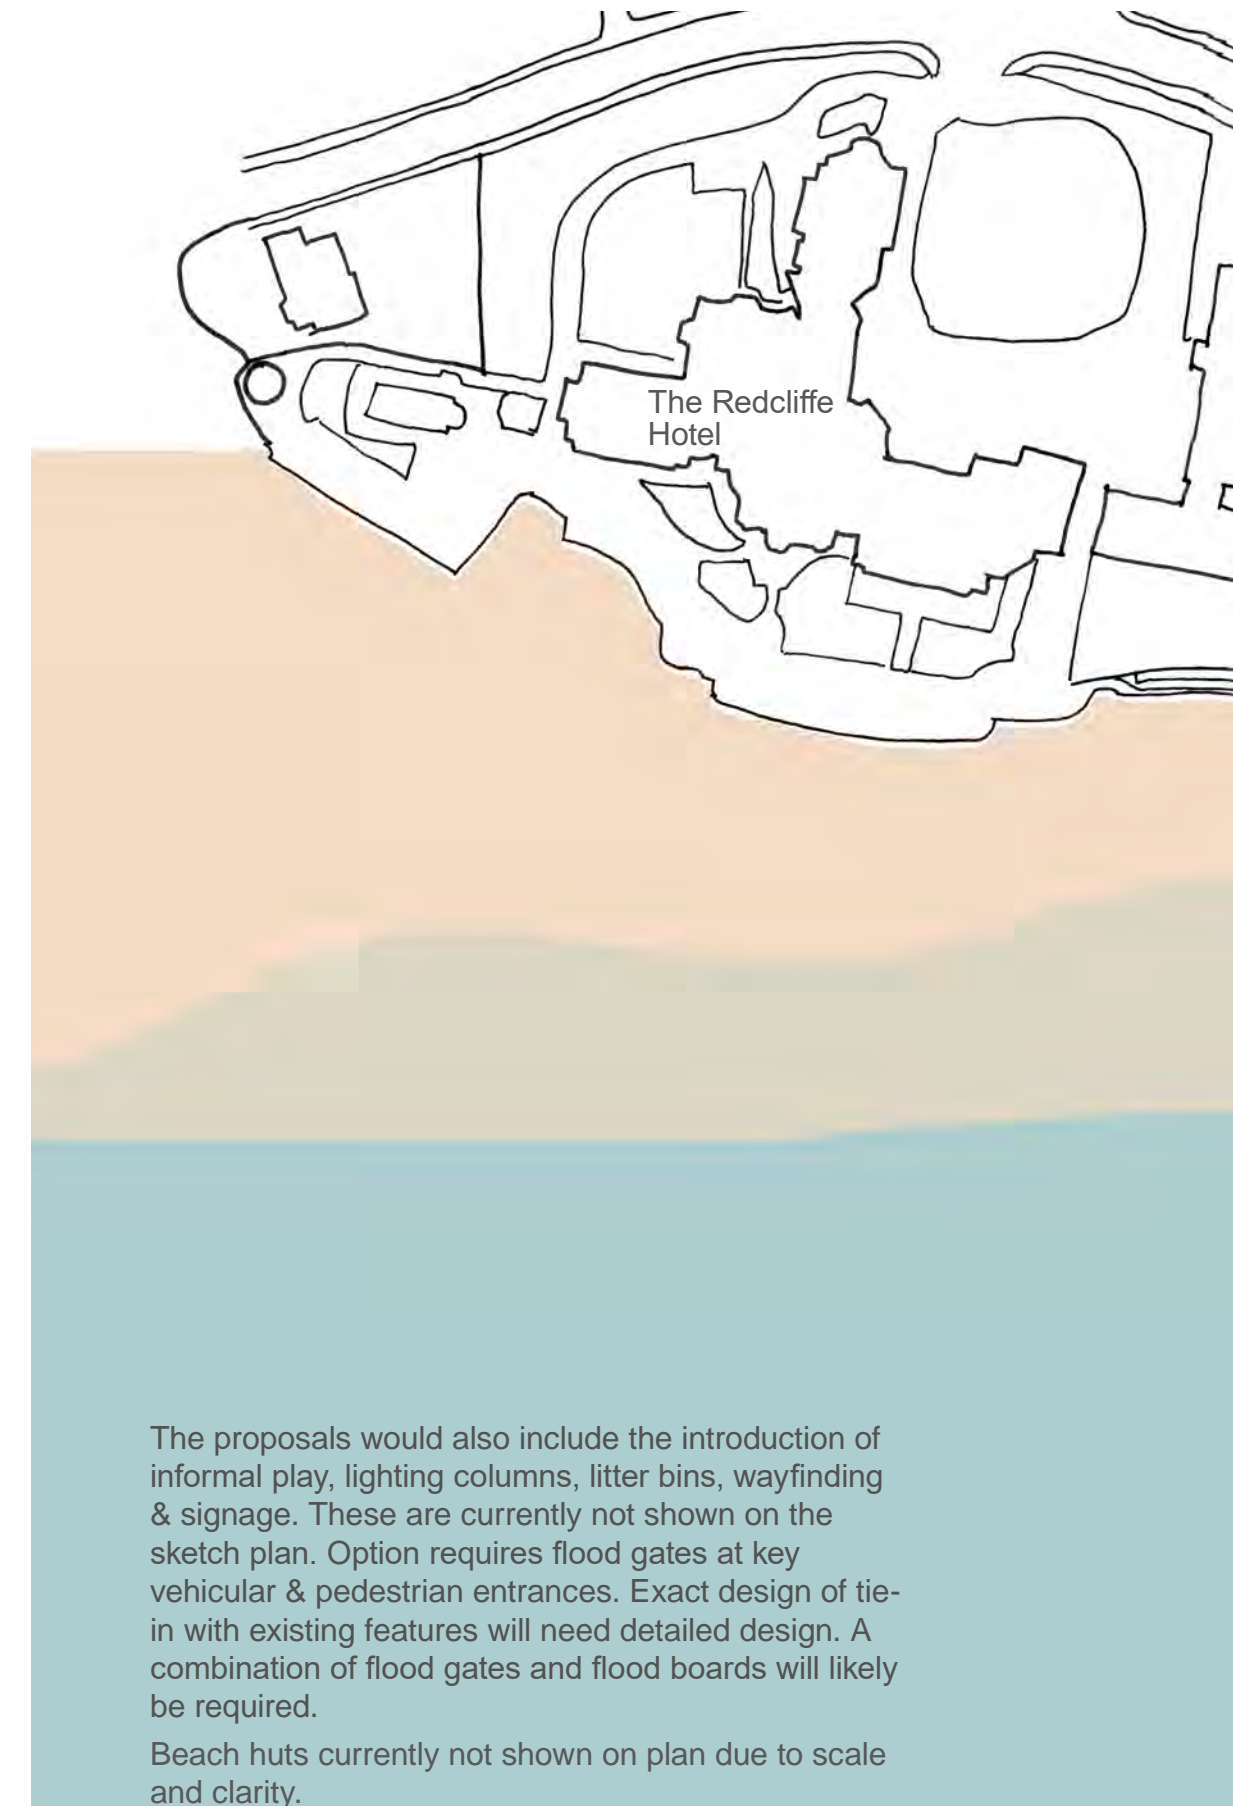 The Redcliffe
Hotel
The proposals would also include the introduction of
informal play, lighting columns, litter bins, wayfinding
& signage. These are currently not shown on the
sketch plan. Option requires flood gates at key
vehicular & pedestrian entrances. Exact design of tie-
in with existing features will need detailed design. A
combination of flood gates and flood boards will likely
be required.
Beach huts currently not shown on plan due to scale
and clarity.